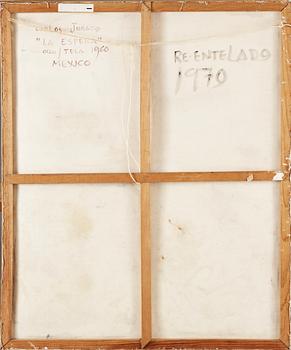 CARLOS JURADO
"LA ESPERA"
OLEO/TELA 1960
MEXICO
RE-ENTELADO
1970